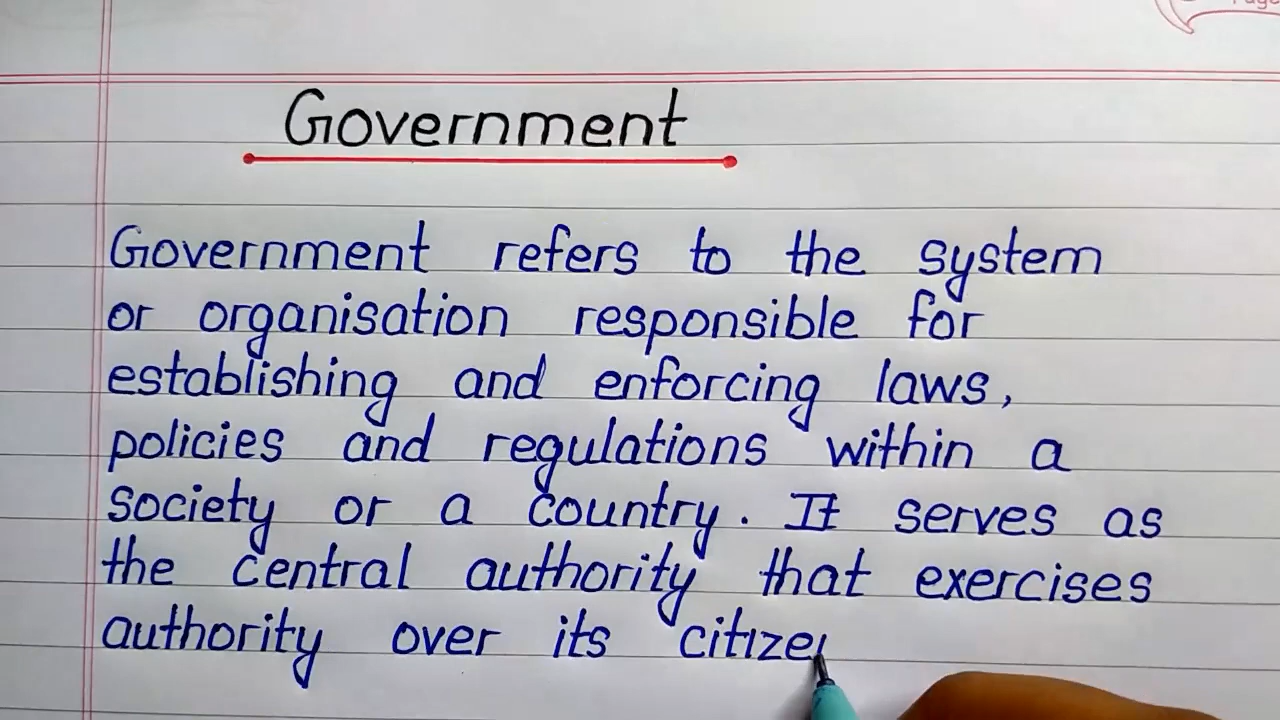 Government
Government refers to the system
or organisation responsible for
establishing and enforcing laws,
policies and regulations within a
society or a country. It serves as
the central authority that exercises
authority over its